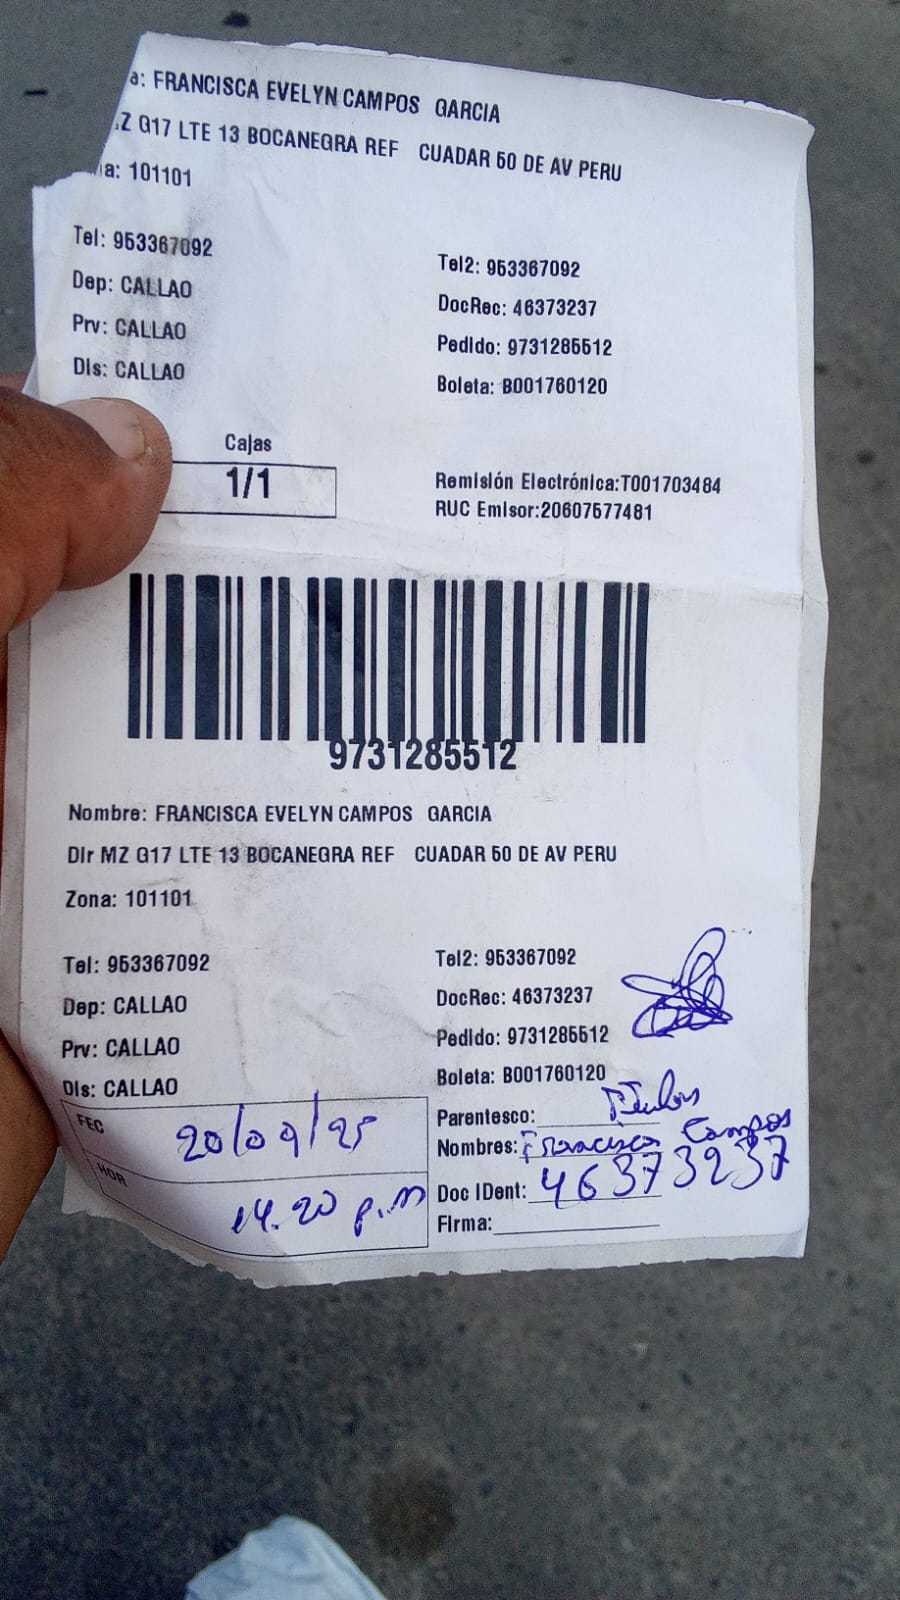 a: FRANCISCA EVELYN CAMPOS GARCIA
.Z G17 LTE 13 BOCANEGRA REF CUADAR 50 DE AV PERU
a: 101101
Tel: 953367092
Tel2: 953367092
Dep: CALLAO
DocRec: 46373237
Prv: CALLAO
Pedido: 9731285512
Dis: CALLAO
Boleta: B001760120
Cajas
1/1
Remisión Electrónica:T001703484
RUC Emisor:20607577481
9731285512
Nombre: FRANCISCA EVELYN CAMPOS GARCIA
Dir MZ G17 LTE 13 BOCANEGRA REF CUADAR 50 DE AV PERU
Zona: 101101
Tel: 953367092
Tel2: 953367092
Dep: CALLAO
DocRec: 46373237
Prv: CALLAO
Pedido: 9731285512
Dis: CALLAO
Boleta: B001760120
FEC 20/09/25
Parentesco: Titular
Nombres: Francisca Campos
HOR 14.20 p.m
Doc IDent: 46373237
Firma: